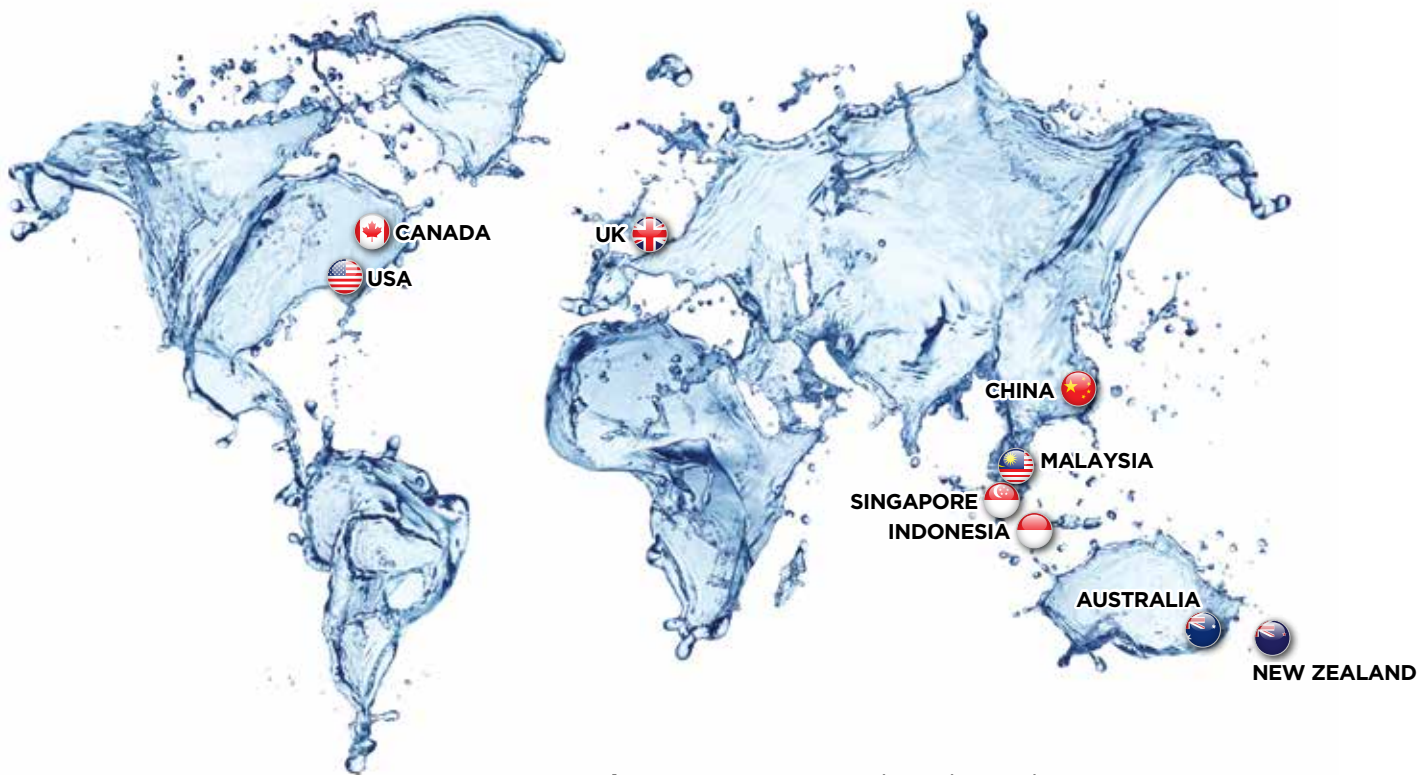 CANADA
UK
USA
CHINA
MALAYSIA
SINGAPORE
INDONESIA
AUSTRALIA
NEW ZEALAND